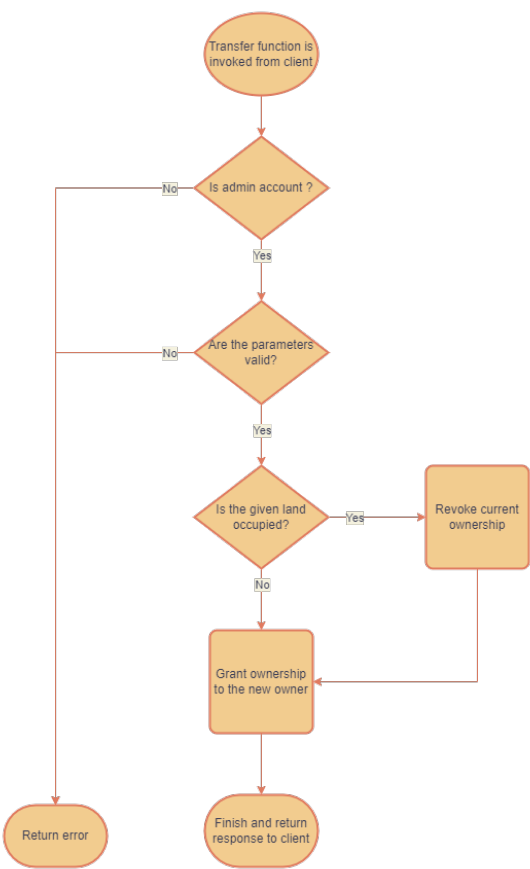 Transfer function is
invoked from client
Is admin account ?
No
Yes
Are the parameters
valid?
No
Yes
Is the given land
occupied?
Yes
Revoke current
ownership
No
Grant ownership
to the new owner
Return error
Finish and return
response to client